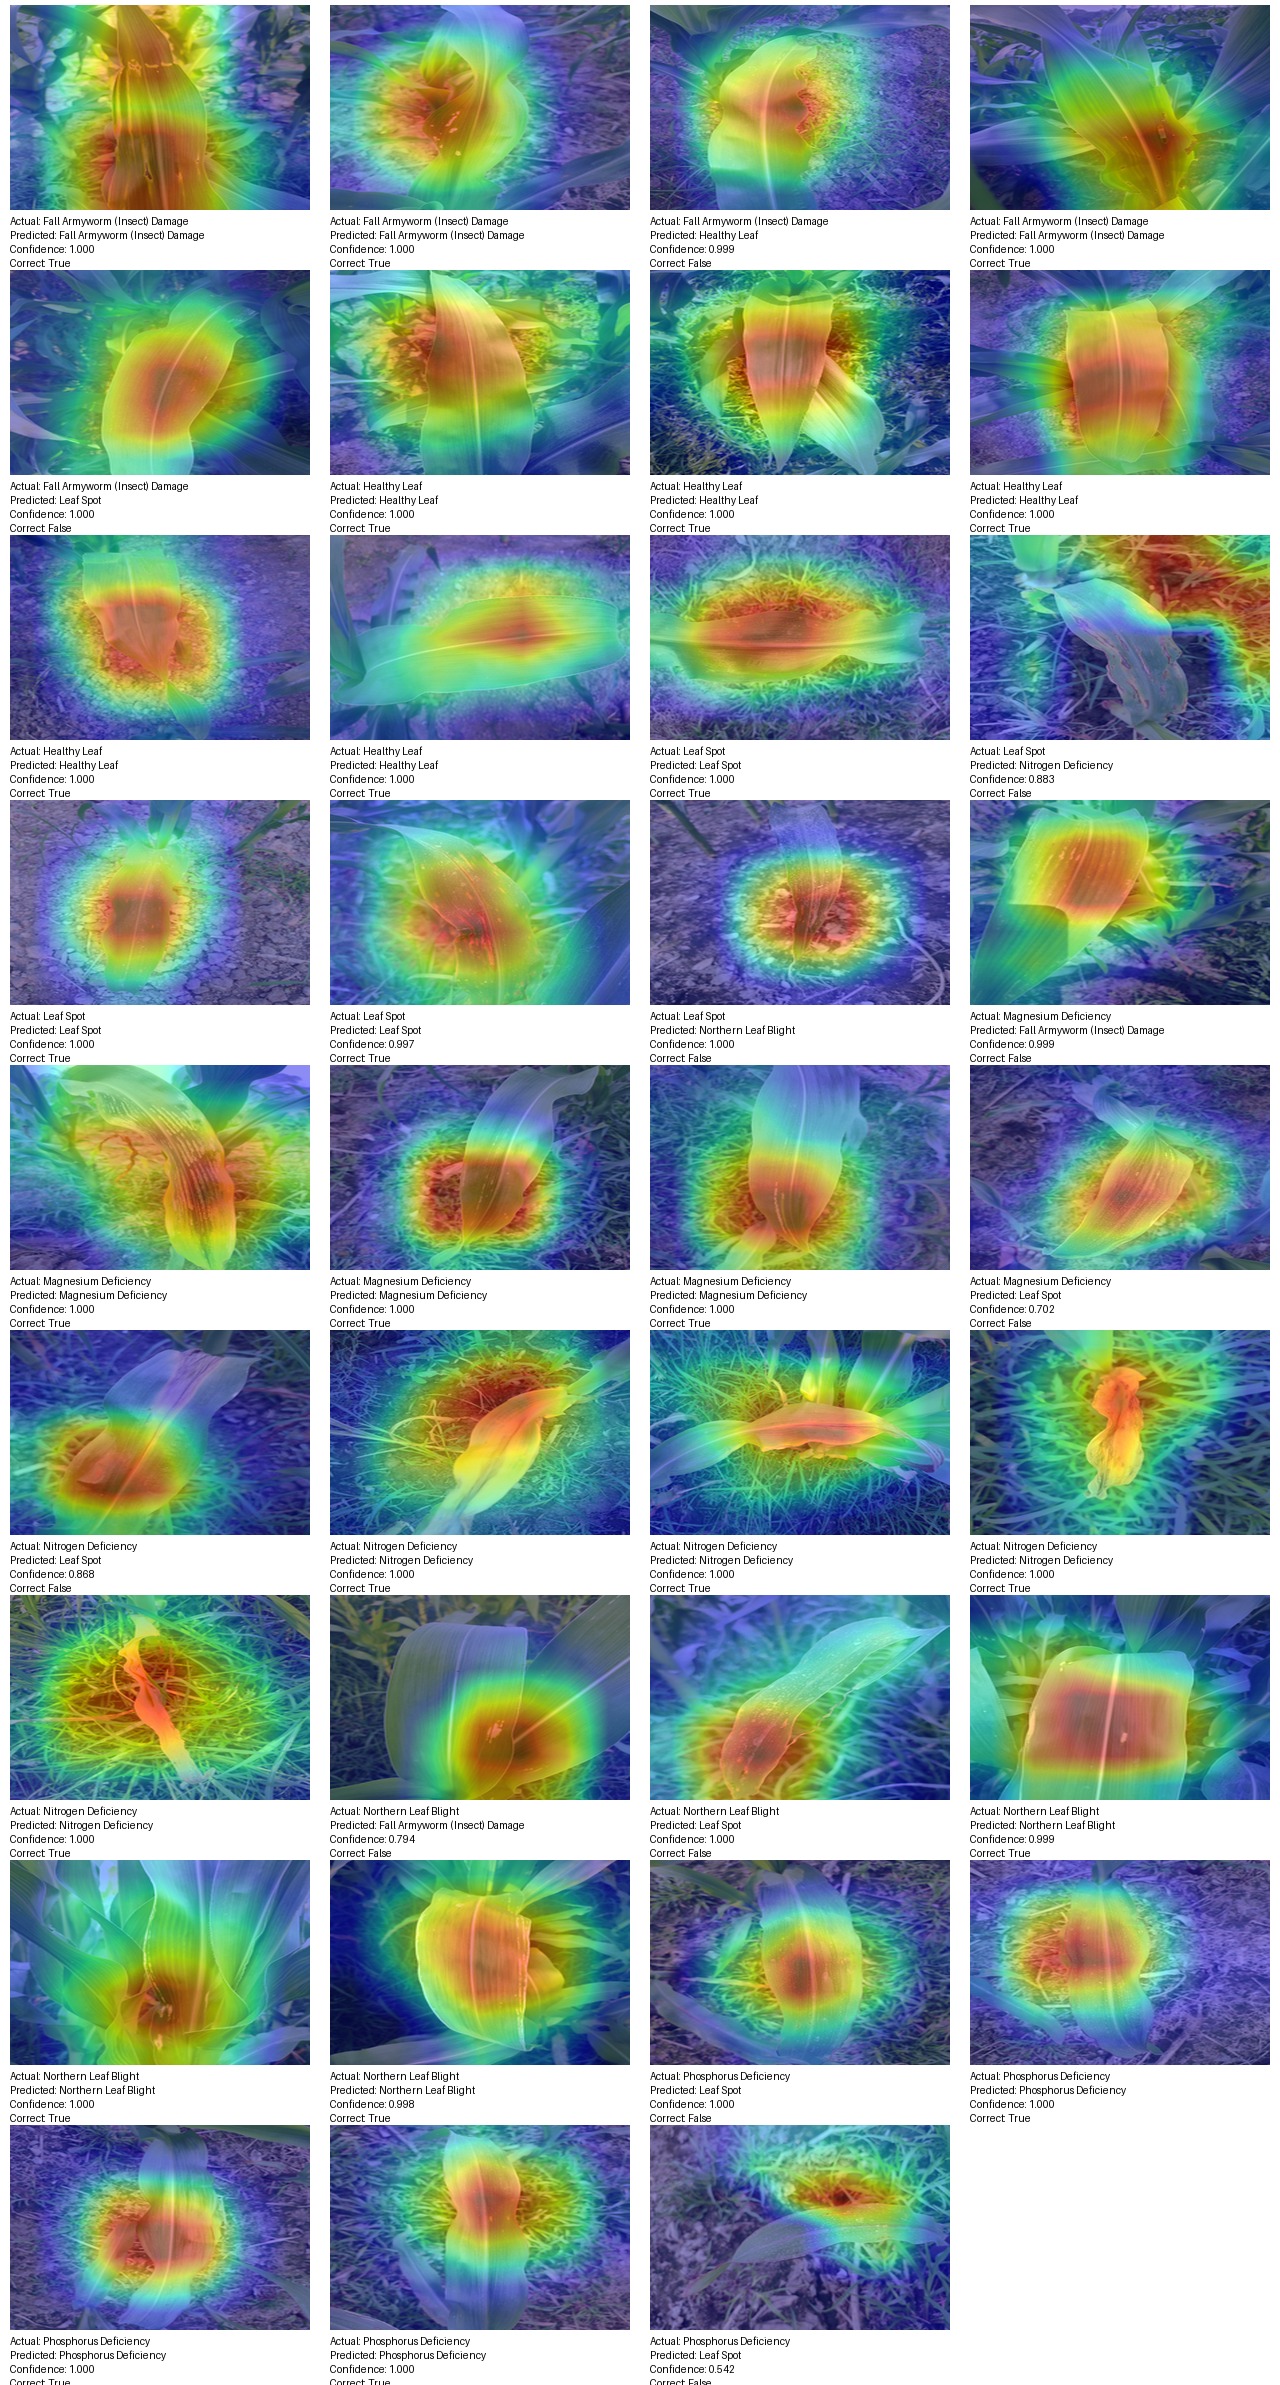 Actual: Fall Armyworm (Insect) Damage
Predicted: Fall Armyworm (Insect) Damage
Confidence: 1.000
Correct: True
Actual: Fall Armyworm (Insect) Damage
Predicted: Fall Armyworm (Insect) Damage
Confidence: 1.000
Correct: True
Actual: Fall Armyworm (Insect) Damage
Predicted: Healthy Leaf
Confidence: 0.999
Correct: False
Actual: Fall Armyworm (Insect) Damage
Predicted: Fall Armyworm (Insect) Damage
Confidence: 1.000
Correct: True
Actual: Fall Armyworm (Insect) Damage
Predicted: Leaf Spot
Confidence: 1.000
Correct: False
Actual: Healthy Leaf
Predicted: Healthy Leaf
Confidence: 1.000
Correct: True
Actual: Healthy Leaf
Predicted: Healthy Leaf
Confidence: 1.000
Correct: True
Actual: Healthy Leaf
Predicted: Healthy Leaf
Confidence: 1.000
Correct: True
Actual: Healthy Leaf
Predicted: Healthy Leaf
Confidence: 1.000
Correct: True
Actual: Healthy Leaf
Predicted: Healthy Leaf
Confidence: 1.000
Correct: True
Actual: Leaf Spot
Predicted: Leaf Spot
Confidence: 1.000
Correct: True
Actual: Leaf Spot
Predicted: Nitrogen Deficiency
Confidence: 0.883
Correct: False
Actual: Leaf Spot
Predicted: Leaf Spot
Confidence: 1.000
Correct: True
Actual: Leaf Spot
Predicted: Leaf Spot
Confidence: 0.997
Correct: True
Actual: Leaf Spot
Predicted: Northern Leaf Blight
Confidence: 1.000
Correct: False
Actual: Magnesium Deficiency
Predicted: Fall Armyworm (Insect) Damage
Confidence: 0.999
Correct: False
Actual: Magnesium Deficiency
Predicted: Magnesium Deficiency
Confidence: 1.000
Correct: True
Actual: Magnesium Deficiency
Predicted: Magnesium Deficiency
Confidence: 1.000
Correct: True
Actual: Magnesium Deficiency
Predicted: Magnesium Deficiency
Confidence: 1.000
Correct: True
Actual: Magnesium Deficiency
Predicted: Leaf Spot
Confidence: 0.702
Correct: False
Actual: Nitrogen Deficiency
Predicted: Leaf Spot
Confidence: 0.868
Correct: False
Actual: Nitrogen Deficiency
Predicted: Nitrogen Deficiency
Confidence: 1.000
Correct: True
Actual: Nitrogen Deficiency
Predicted: Nitrogen Deficiency
Confidence: 1.000
Correct: True
Actual: Nitrogen Deficiency
Predicted: Nitrogen Deficiency
Confidence: 1.000
Correct: True
Actual: Nitrogen Deficiency
Predicted: Nitrogen Deficiency
Confidence: 1.000
Correct: True
Actual: Northern Leaf Blight
Predicted: Fall Armyworm (Insect) Damage
Confidence: 0.794
Correct: False
Actual: Northern Leaf Blight
Predicted: Leaf Spot
Confidence: 1.000
Correct: False
Actual: Northern Leaf Blight
Predicted: Northern Leaf Blight
Confidence: 0.999
Correct: True
Actual: Northern Leaf Blight
Predicted: Northern Leaf Blight
Confidence: 1.000
Correct: True
Actual: Northern Leaf Blight
Predicted: Northern Leaf Blight
Confidence: 0.998
Correct: True
Actual: Phosphorus Deficiency
Predicted: Leaf Spot
Confidence: 1.000
Correct: False
Actual: Phosphorus Deficiency
Predicted: Phosphorus Deficiency
Confidence: 1.000
Correct: True
Actual: Phosphorus Deficiency
Predicted: Phosphorus Deficiency
Confidence: 1.000
Correct: True
Actual: Phosphorus Deficiency
Predicted: Phosphorus Deficiency
Confidence: 1.000
Correct: True
Actual: Phosphorus Deficiency
Predicted: Leaf Spot
Confidence: 0.542
Correct: False